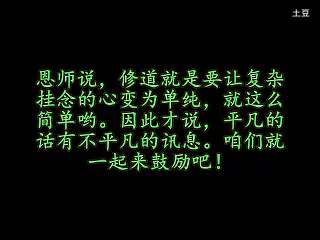 土豆
恩师说，修道就是要让复杂
挂念的心变为单纯，就这么
简单哟。因此才说，平凡的
话有不平凡的讯息。咱们就
一起来鼓励吧！